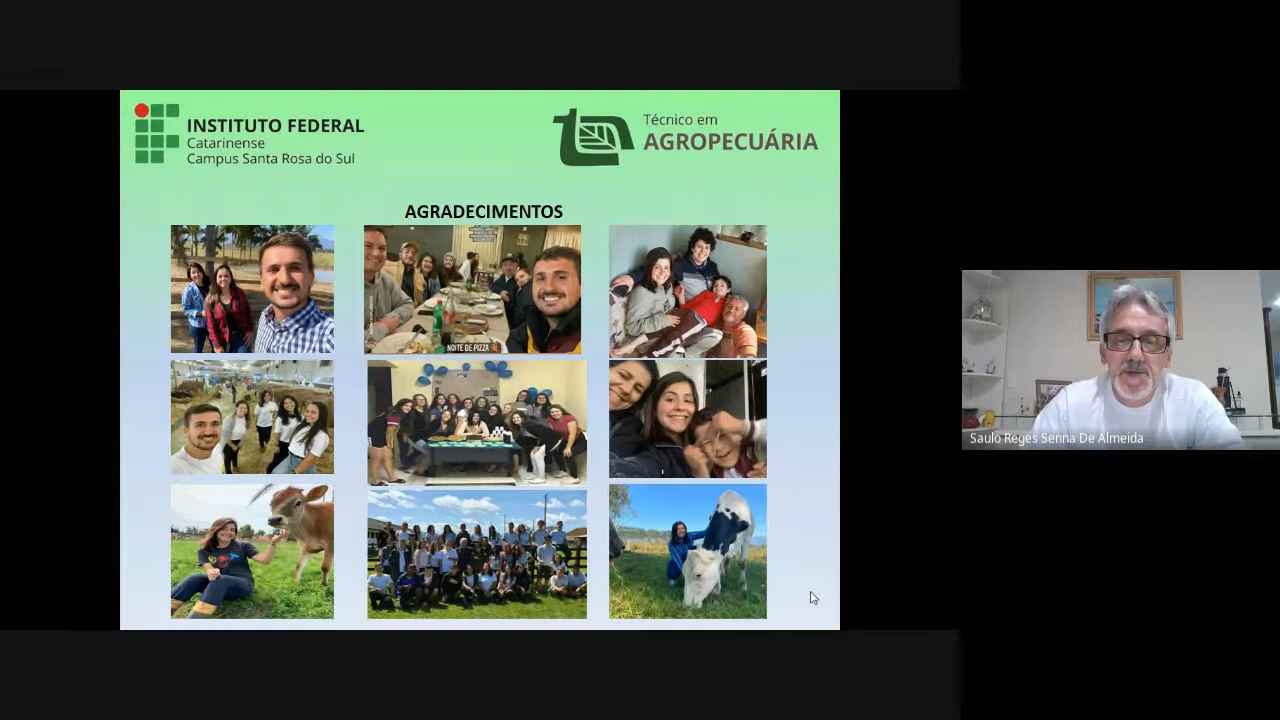 INSTITUTO FEDERAL
Catarinense
Campus Santa Rosa do Sul
Técnico em
AGROPECUÁRIA
AGRADECIMENTOS
NOITE DE PIZZA
Saulo Reges Senna De Almeida